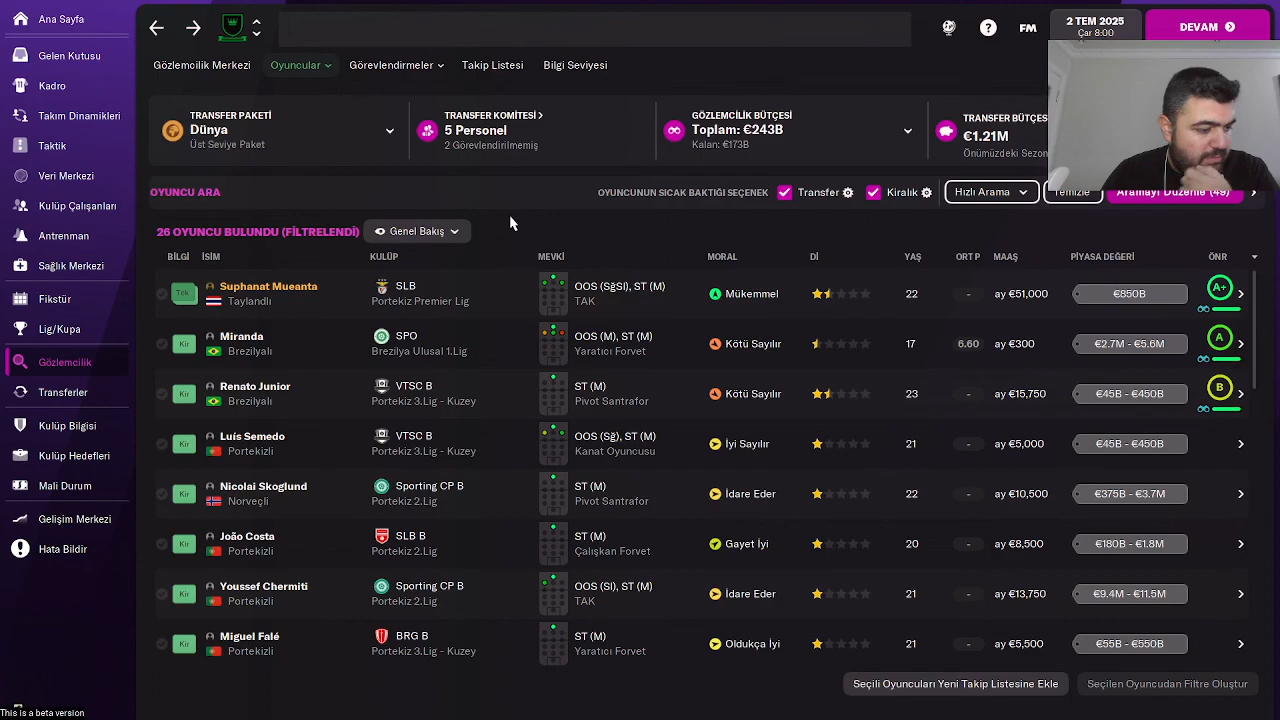 Ana Sayfa
Gelen Kutusu
Kadro
Takım Dinamikleri
Taktik
Veri Merkezi
Kulüp Çalışanları
Antrenman
Sağlık Merkezi
Fikstür
Lig/Kupa
Gözlemcilik
Transferler
Kulüp Bilgisi
Kulüp Hedefleri
Mali Durum
Gelişim Merkezi
Hata Bildir
This is a beta version
FM
2 TEM 2025
Çar 8:00
DEVAM
Gözlemcilik Merkezi Oyuncular Görevlendirmeler Takip Listesi Bilgi Seviyesi
TRANSFER PAKETİ
Dünya
Üst Seviye Paket
TRANSFER KOMİTESİ
5 Personel
2 Görevlendirilmemiş
GÖZLEMCİLİK BÜTÇESİ
Toplam: €243B
Kalan: €173B
TRANSFER BÜTÇES
€1.21M
Önümüzdeki Sezon
OYUNCU ARA
OYUNCUNUN SICAK BAKTIĞI SEÇENEK Transfer Kiralık Hızlı Arama Temizle Aramayı Düzenle (49)
26 OYUNCU BULUNDU (FİLTRELENDİ) Genel Bakış
BİLGİ İSİM KULÜP MEVKİ MORAL Dİ YAŞ ORT P MAAŞ PİYASA DEĞERİ ÖNR
Tek Suphanat Mueanta SLB OOS (SğSl), ST (M) Mükemmel 22 - ay €51,000 €850B A+
Taylandlı Portekiz Premier Lig TAK
Kir Miranda SPO OOS (M), ST (M) Kötü Sayılır 17 6.60 ay €300 €2.7M - €5.6M A
Brezilyalı Brezilya Ulusal 1.Lig Yaratıcı Forvet
Kir Renato Junior VTSC B ST (M) Kötü Sayılır 23 - ay €15,750 €45B - €450B B
Brezilyalı Portekiz 3.Lig - Kuzey Pivot Santrafor
Kir Luís Semedo VTSC B OOS (Sğ), ST (M) İyi Sayılır 21 - ay €5,000 €45B - €450B
Portekizli Portekiz 3.Lig - Kuzey Kanat Oyuncusu
Kir Nicolai Skoglund Sporting CP B ST (M) İdare Eder 22 - ay €10,500 €375B - €3.7M
Norveçli Portekiz 2.Lig Pivot Santrafor
Kir João Costa SLB B ST (M) Gayet İyi 20 - ay €8,500 €180B - €1.8M
Portekizli Portekiz 2.Lig Çalışkan Forvet
Kir Youssef Chermiti Sporting CP B OOS (Sl), ST (M) İdare Eder 21 - ay €13,750 €9.4M - €11.5M
Portekizli Portekiz 2.Lig TAK
Kir Miguel Falé BRG B ST (M) Oldukça İyi 21 - ay €5,500 €55B - €550B
Portekizli Portekiz 3.Lig - Kuzey Yaratıcı Forvet
Seçili Oyuncuları Yeni Takip Listesine Ekle Seçilen Oyuncudan Filtre Oluştur